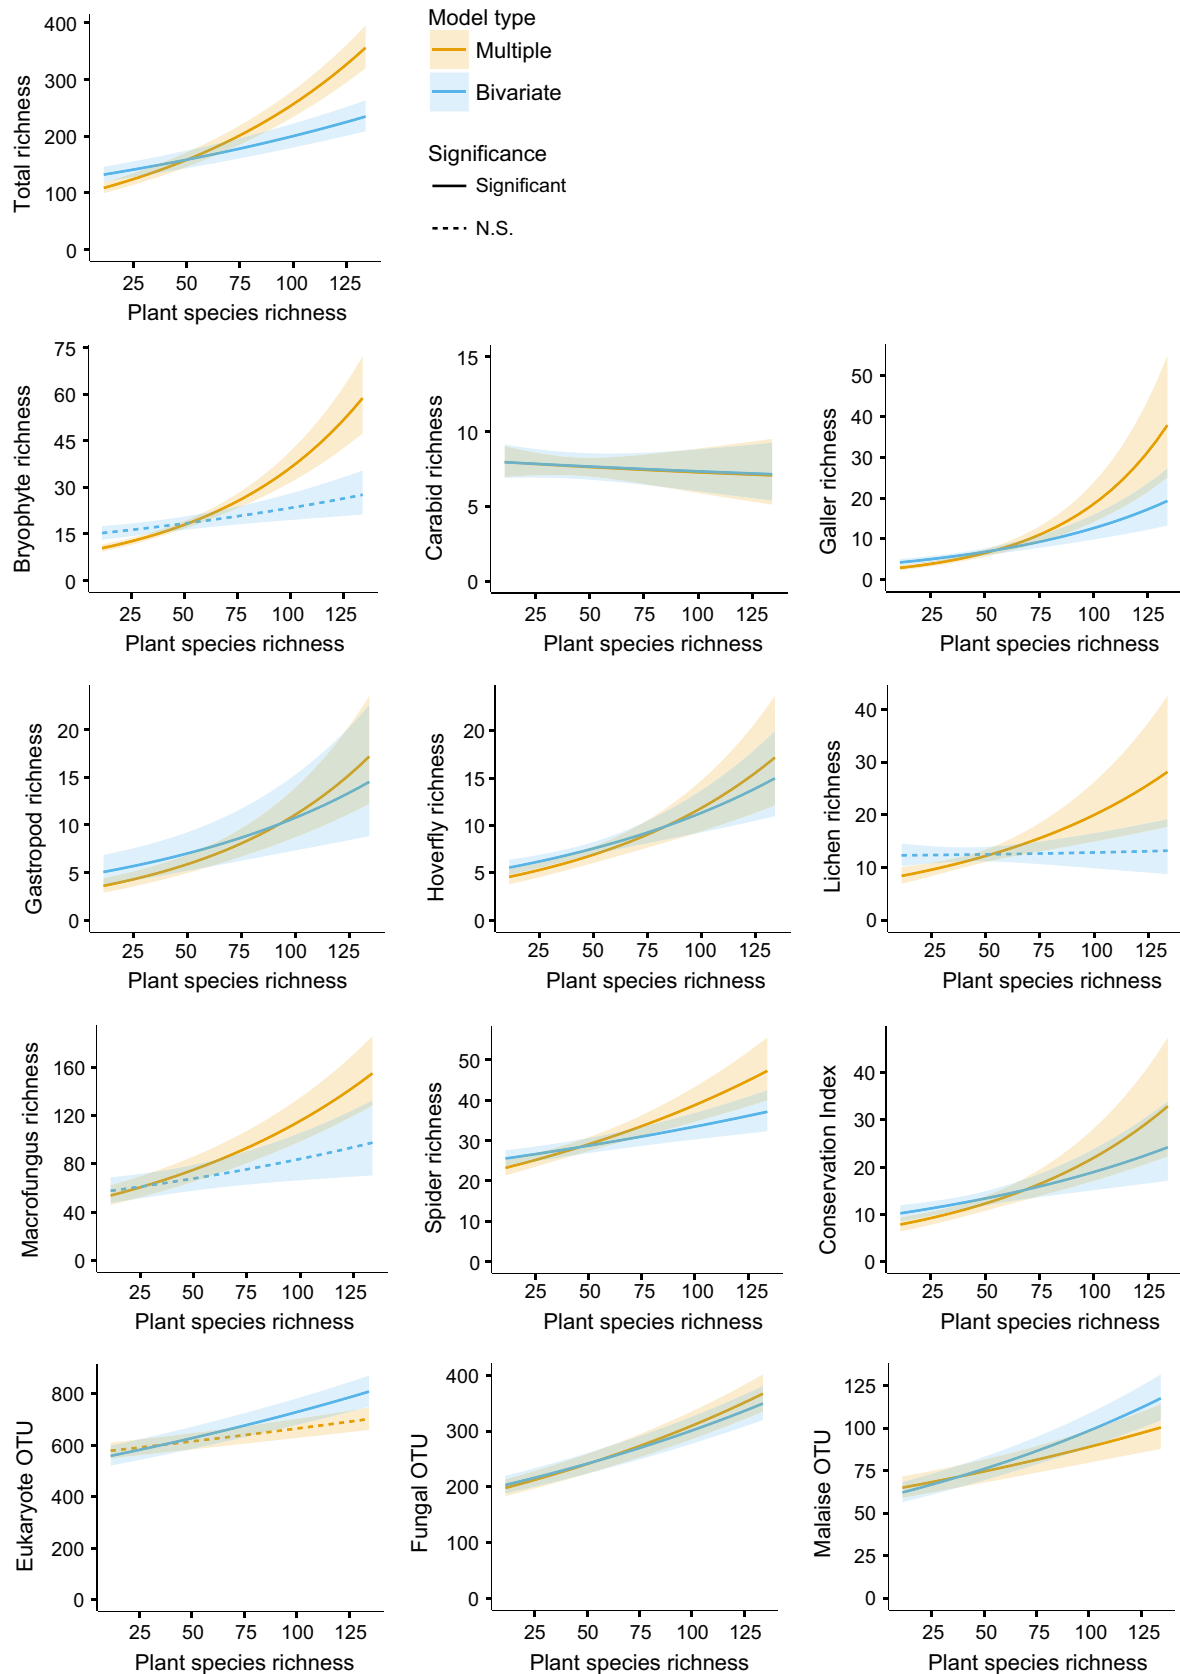 Model type
Multiple
Bivariate
Significance
Significant
N.S.
Total richness
400
300
200
100
0
25 50 75 100 125
Plant species richness
Bryophyte richness
75
60
45
30
15
0
25 50 75 100 125
Plant species richness
Carabid richness
15
10
5
0
25 50 75 100 125
Plant species richness
Galler richness
50
40
30
20
10
0
25 50 75 100 125
Plant species richness
Gastropod richness
20
15
10
5
0
25 50 75 100 125
Plant species richness
Hoverfly richness
20
15
10
5
0
25 50 75 100 125
Plant species richness
Lichen richness
40
30
20
10
0
25 50 75 100 125
Plant species richness
Macrofungus richness
160
120
80
40
0
25 50 75 100 125
Plant species richness
Spider richness
50
40
30
20
10
0
25 50 75 100 125
Plant species richness
Conservation Index
40
30
20
10
0
25 50 75 100 125
Plant species richness
Eukaryote OTU
800
600
400
200
0
25 50 75 100 125
Plant species richness
Fungal OTU
400
300
200
100
0
25 50 75 100 125
Plant species richness
Malaise OTU
125
100
75
50
25
0
25 50 75 100 125
Plant species richness